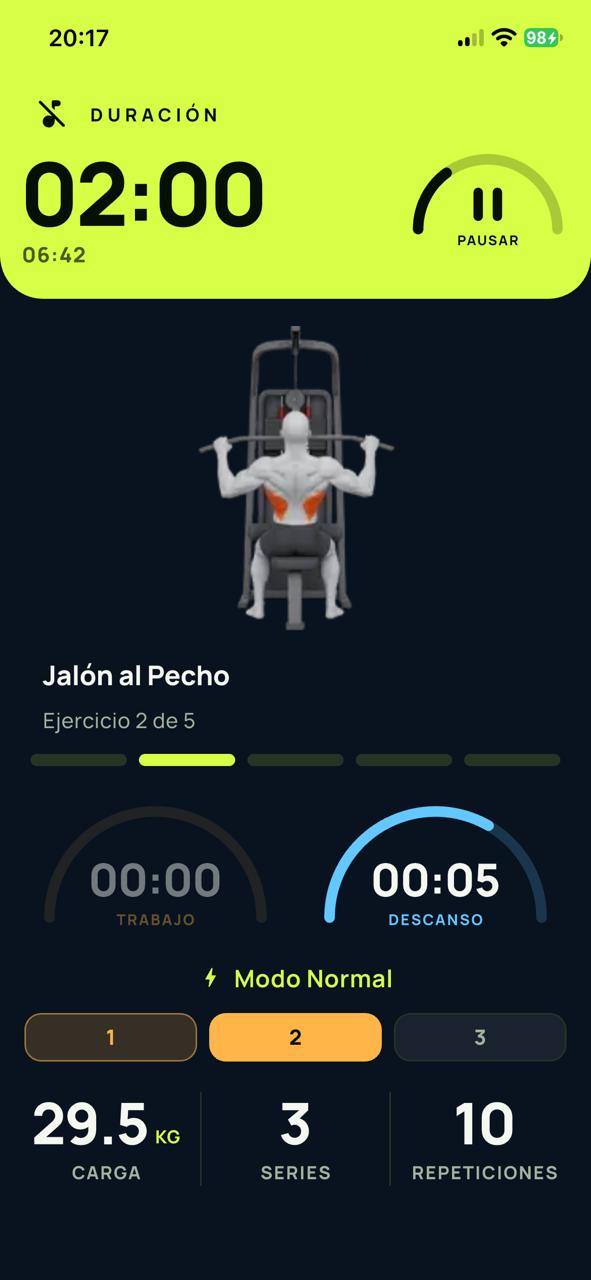 20:17
98
DURACIÓN
02:00
06:42
PAUSAR
Jalón al Pecho
Ejercicio 2 de 5
00:00
TRABAJO
00:05
DESCANSO
Modo Normal
1 2 3
29.5 KG 3 10
CARGA SERIES REPETICIONES